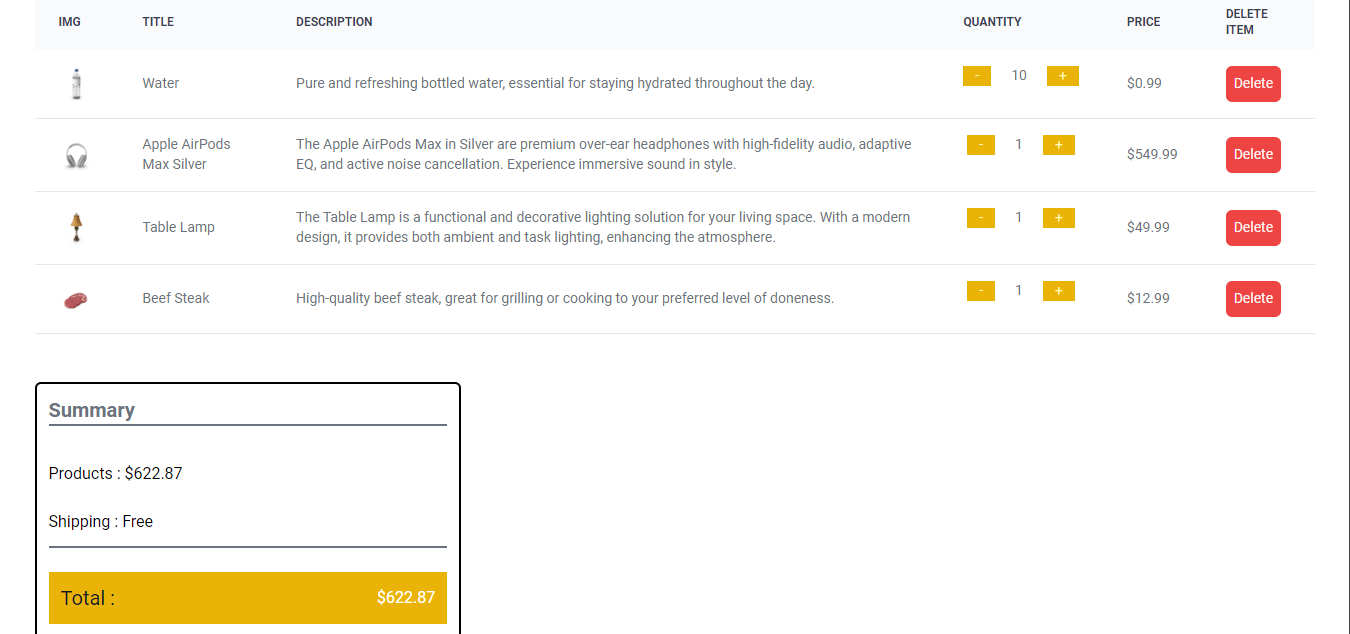 IMG TITLE DESCRIPTION QUANTITY PRICE DELETE ITEM
Water Pure and refreshing bottled water, essential for staying hydrated throughout the day. - 10 + $0.99 Delete
Apple AirPods Max Silver
The Apple AirPods Max in Silver are premium over-ear headphones with high-fidelity audio, adaptive
EQ, and active noise cancellation. Experience immersive sound in style.
- 1 + $549.99 Delete
Table Lamp
The Table Lamp is a functional and decorative lighting solution for your living space. With a modern
design, it provides both ambient and task lighting, enhancing the atmosphere.
- 1 + $49.99 Delete
Beef Steak High-quality beef steak, great for grilling or cooking to your preferred level of doneness. - 1 + $12.99 Delete
Summary
Products : $622.87
Shipping : Free
Total : $622.87